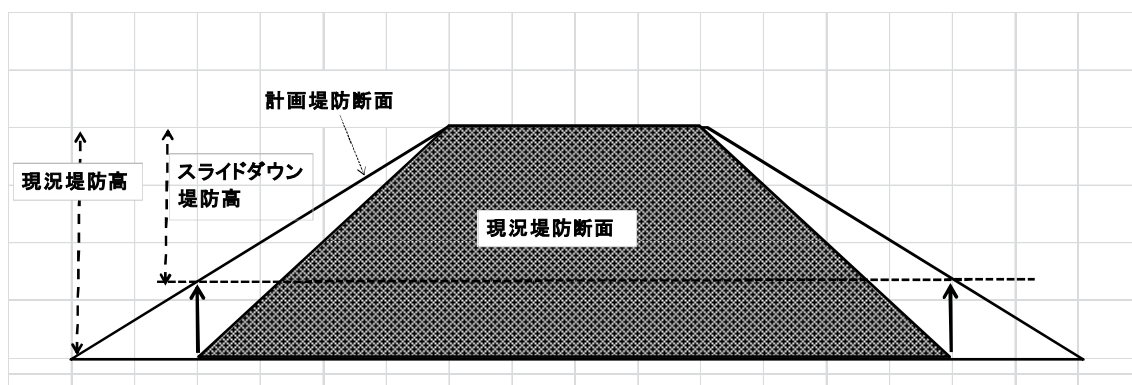 計画堤防断面
現況堤防高
スライドダウン
堤防高
現況堤防断面